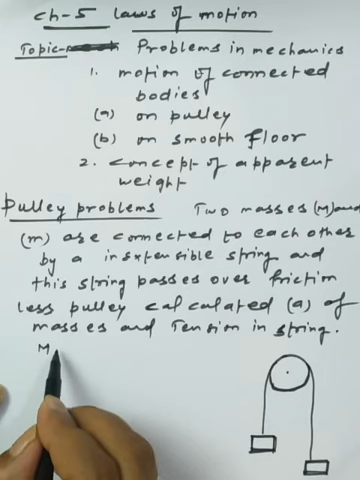 ch-5 laws of motion
Topic- Problems in mechanics
1. motion of connected
bodies
(a) on pulley
(b) on smooth floor
2. concept of apparent
weight
Pulley problems Two masses (M) and
(m) are connected to each other
by a inextensible string and
this string passes over friction
less pulley calculated (a) of
masses and Tension in string.
M